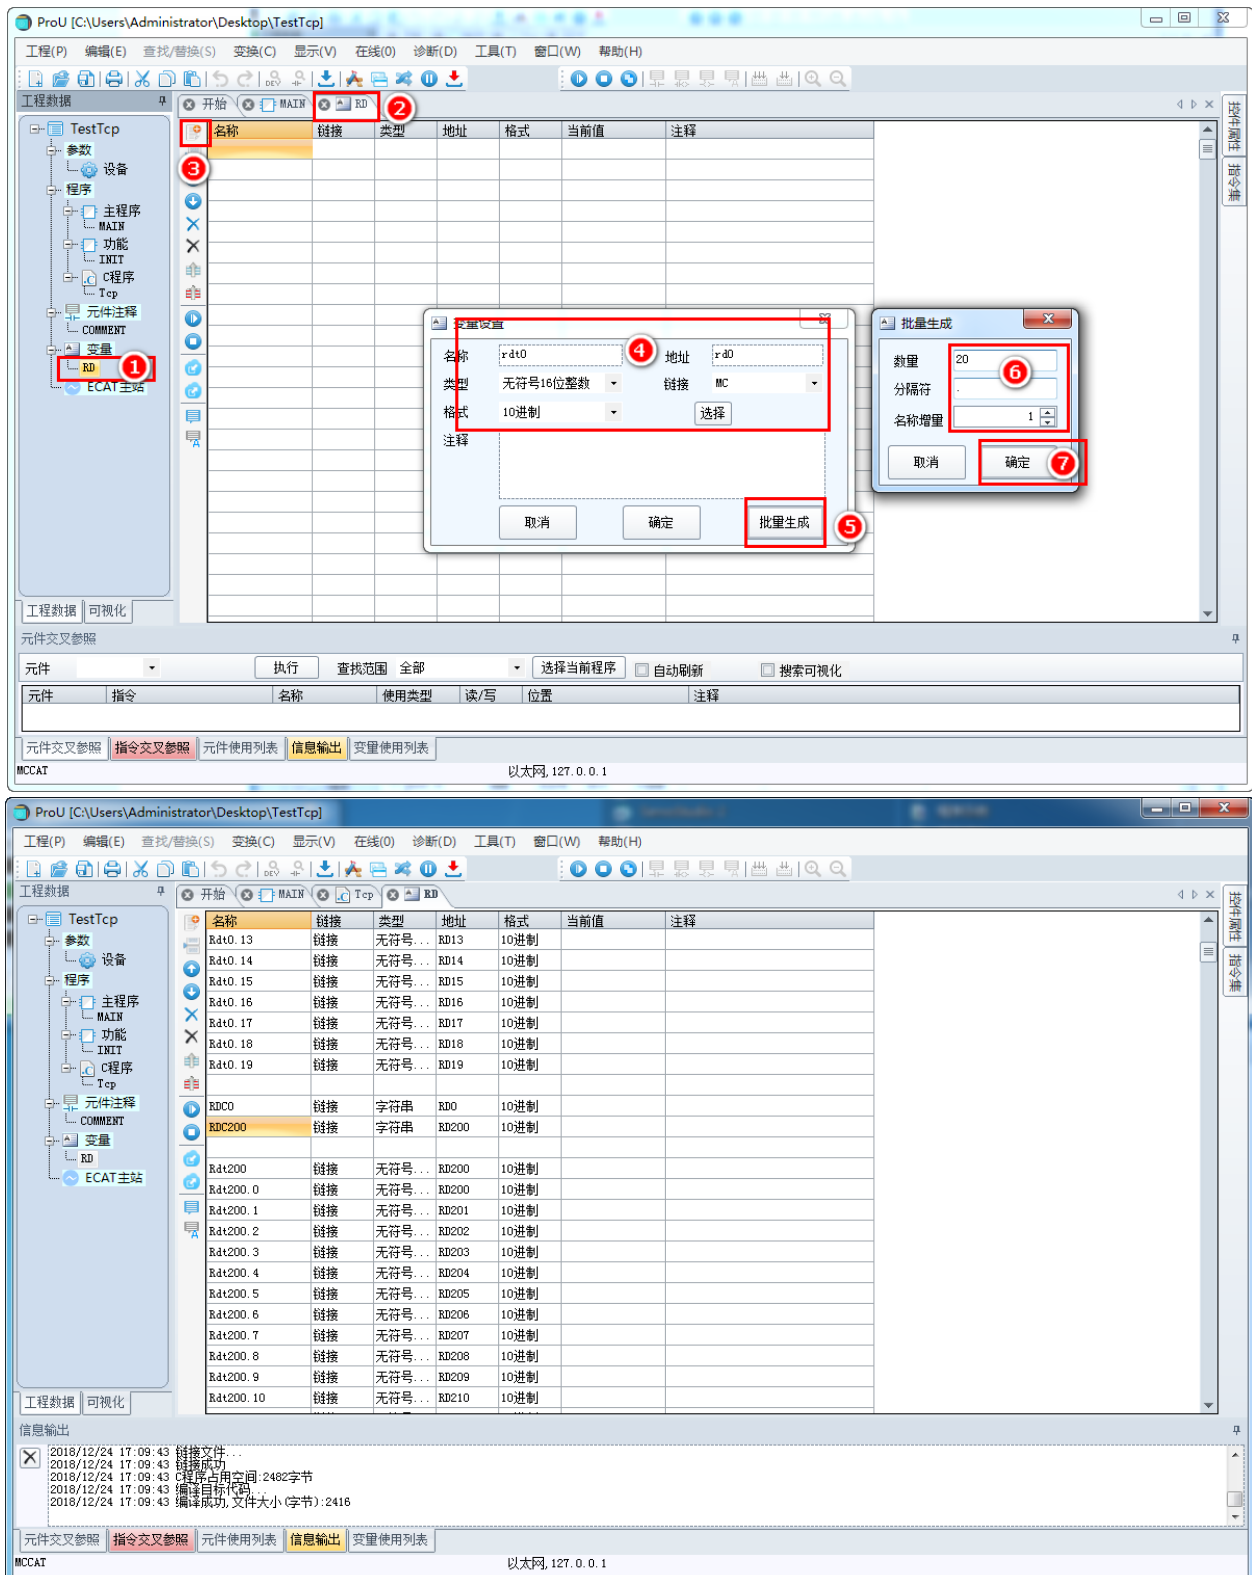 ProU [C:\Users\Administrator\Desktop\TestTcp]
工程(P) 编辑(E) 查找/替换(S) 变换(C) 显示(V) 在线(O) 诊断(D) 工具(T) 窗口(W) 帮助(H)
工程数据
开始 MAIN RD 2
TestTcp
参数
设备
程序
主程序
MAIN
功能
INIT
C程序
Tcp
元件注释
COMMENT
变量
RD 1
ECAT主站
3
名称 链接 类型 地址 格式 当前值 注释
控件属性
指令集
变量设置
名称 rdt0 4 地址 rd0
类型 无符号16位整数 链接 MC
格式 10进制 选择
注释
取消 确定 批量生成 5
批量生成
数量 20 6
分隔符 .
名称增量 1
取消 确定 7
工程数据 可视化
元件交叉参照
元件 执行 查找范围 全部 选择当前程序 自动刷新 搜索可视化
元件 指令 名称 使用类型 读/写 位置 注释
元件交叉参照 指令交叉参照 元件使用列表 信息输出 变量使用列表
MCCAT 以太网, 127.0.0.1
ProU [C:\Users\Administrator\Desktop\TestTcp]
工程(P) 编辑(E) 查找/替换(S) 变换(C) 显示(V) 在线(O) 诊断(D) 工具(T) 窗口(W) 帮助(H)
工程数据
开始 MAIN Tcp RD
TestTcp
参数
设备
程序
主程序
MAIN
功能
INIT
C程序
Tcp
元件注释
COMMENT
变量
RD
ECAT主站
控件属性
指令集
名称 链接 类型 地址 格式 当前值 注释
Rdt0.13 链接 无符号... RD13 10进制
Rdt0.14 链接 无符号... RD14 10进制
Rdt0.15 链接 无符号... RD15 10进制
Rdt0.16 链接 无符号... RD16 10进制
Rdt0.17 链接 无符号... RD17 10进制
Rdt0.18 链接 无符号... RD18 10进制
Rdt0.19 链接 无符号... RD19 10进制
RDC0 链接 字符串 RD0 10进制
RDC200 链接 字符串 RD200 10进制
Rdt200 链接 无符号... RD200 10进制
Rdt200.0 链接 无符号... RD200 10进制
Rdt200.1 链接 无符号... RD201 10进制
Rdt200.2 链接 无符号... RD202 10进制
Rdt200.3 链接 无符号... RD203 10进制
Rdt200.4 链接 无符号... RD204 10进制
Rdt200.5 链接 无符号... RD205 10进制
Rdt200.6 链接 无符号... RD206 10进制
Rdt200.7 链接 无符号... RD207 10进制
Rdt200.8 链接 无符号... RD208 10进制
Rdt200.9 链接 无符号... RD209 10进制
Rdt200.10 链接 无符号... RD210 10进制
工程数据 可视化
信息输出
2018/12/24 17:09:43 链接文件...
2018/12/24 17:09:43 链接成功
2018/12/24 17:09:43 C程序占用空间:2482字节
2018/12/24 17:09:43 编译目标代码...
2018/12/24 17:09:43 编译成功,文件大小(字节):2416
元件交叉参照 指令交叉参照 元件使用列表 信息输出 变量使用列表
MCCAT 以太网, 127.0.0.1